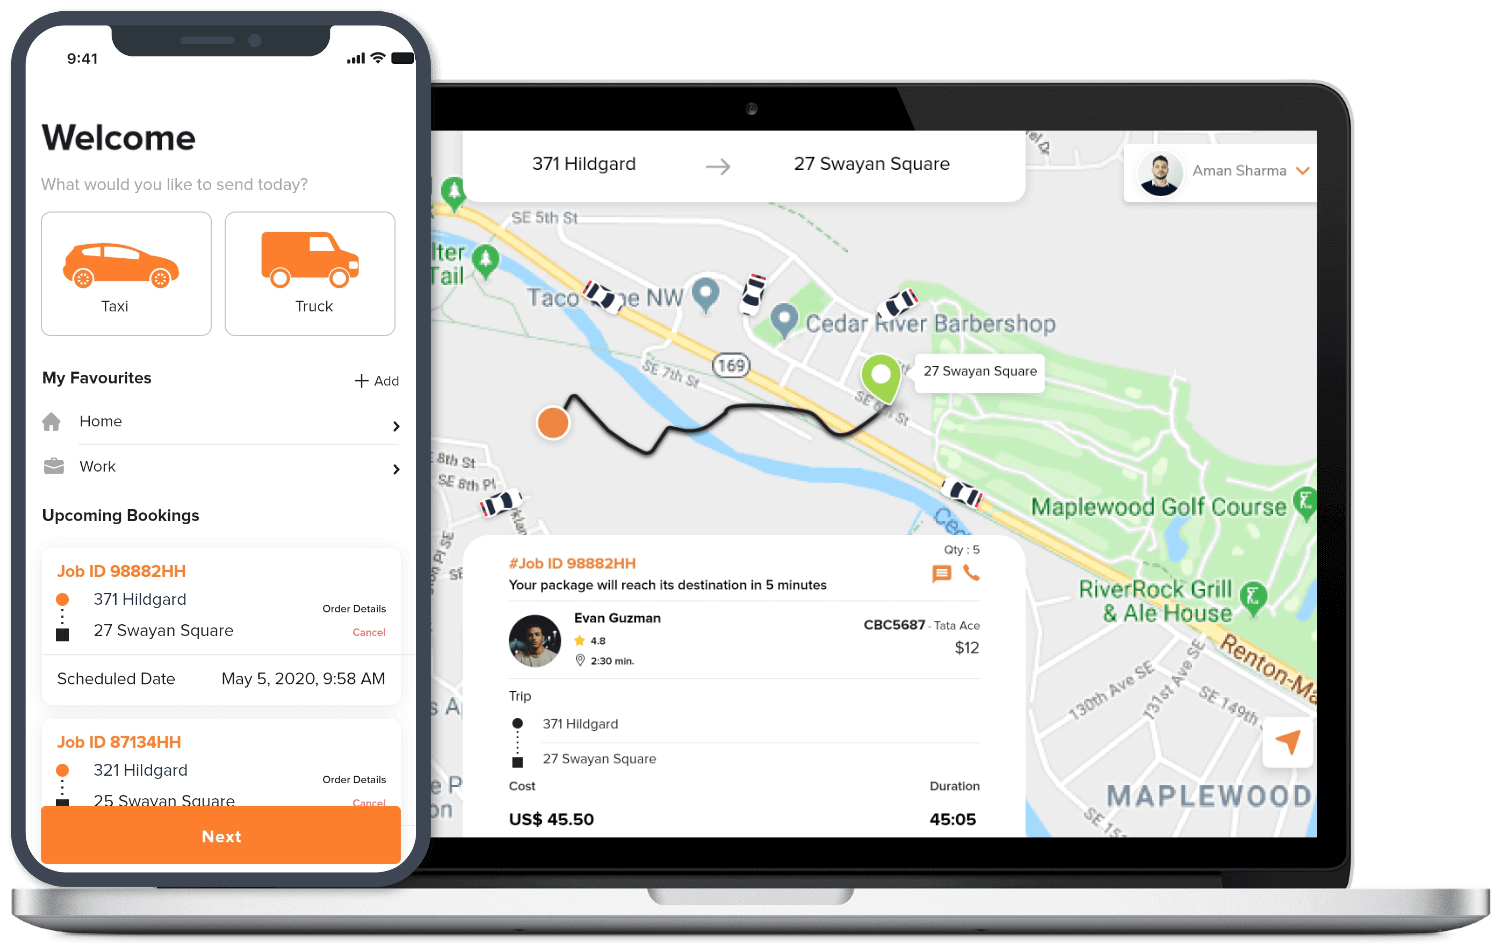 9:41
Welcome
What would you like to send today?
Taxi
Truck
My Favourites
Add
Home
Work
Upcoming Bookings
Job ID 98882HH
371 Hildgard
Order Details
27 Swayan Square
Cancel
Scheduled Date
May 5, 2020, 9:58 AM
Job ID 87134HH
321 Hildgard
Order Details
25 Swayan Square
Cancel
Next
371 Hildgard
27 Swayan Square
Aman Sharma
SE 5th St
Tail
Taco
NW
Cedar River Barbershop
169
SE 7th St
27 Swayan Square
SE 6th St
8th St
SE 8th Pl
Maplewood Golf Course
RiverRock Grill
& Ale House
Renton-Ma
130th Ave SE
131st Ave SE
SE 149th
MAPLEWOOD
#Job ID 98882HH
Qty : 5
Your package will reach its destination in 5 minutes
Evan Guzman
4.8
2:30 min.
CBC5687 - Tata Ace
$12
Trip
371 Hildgard
27 Swayan Square
Cost
Duration
US$ 45.50
45:05